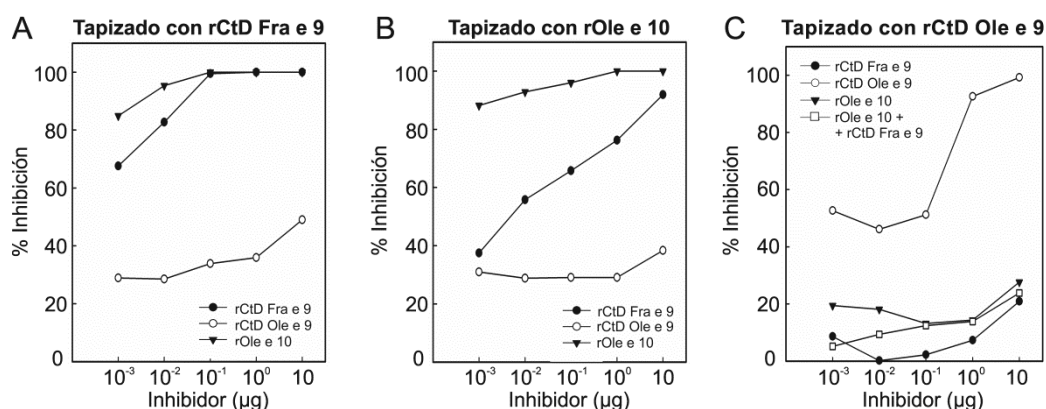 A Tapizado con rCtD Fra e 9
% Inhibición
100
80
60
40
20
0
rCtD Fra e 9
rCtD Ole e 9
rOle e 10
10⁻³ 10⁻² 10⁻¹ 10⁰ 10
Inhibidor (µg)
B Tapizado con rOle e 10
% Inhibición
100
80
60
40
20
0
rCtD Fra e 9
rCtD Ole e 9
rOle e 10
10⁻³ 10⁻² 10⁻¹ 10⁰ 10
Inhibidor (µg)
C Tapizado con rCtD Ole e 9
% Inhibición
100
80
60
40
20
0
rCtD Fra e 9
rCtD Ole e 9
rOle e 10
rOle e 10 +
+ rCtD Fra e 9
10⁻³ 10⁻² 10⁻¹ 10⁰ 10
Inhibidor (µg)